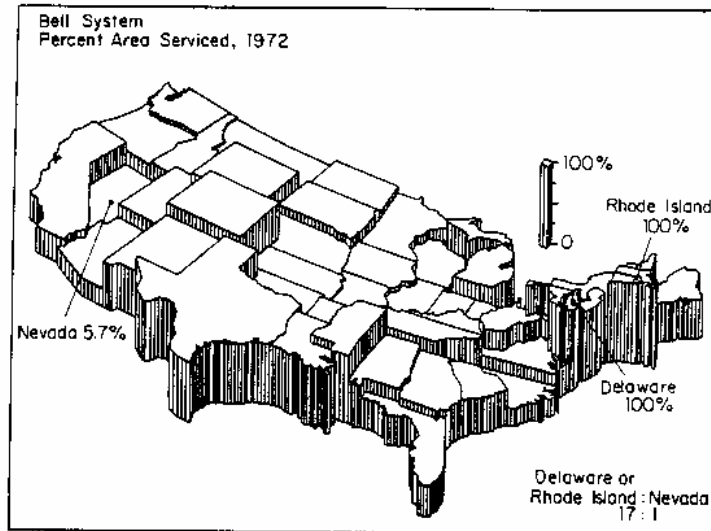 Bell System
Percent Area Serviced, 1972
100%
0
Rhode Island
100%
Nevada 5.7%
Delaware
100%
Delaware or
Rhode Island : Nevada
17 : 1